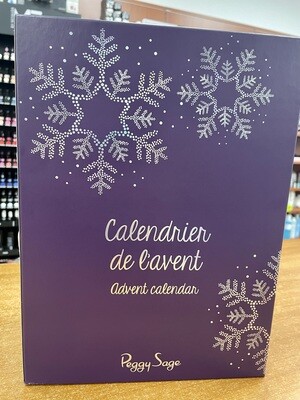 Calendrier
de l'avent
Advent calendar
Peggy Sage